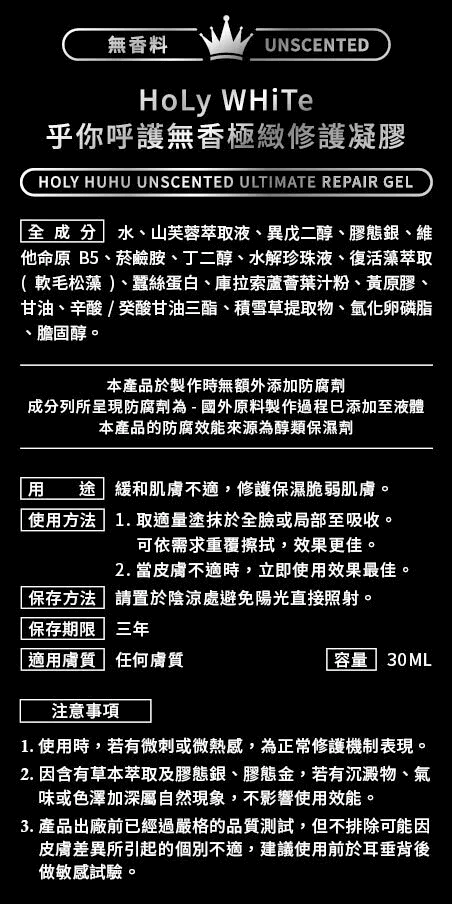 無香料
UNSCENTED
HoLy WHiTe
乎你呼護無香極緻修護凝膠
HOLY HUHU UNSCENTED ULTIMATE REPAIR GEL
全成分 水、山芙蓉萃取液、異戊二醇、膠態銀、維
他命原 B5、菸鹼胺、丁二醇、水解珍珠液、復活藻萃取
( 軟毛松藻 )、蠶絲蛋白、庫拉索蘆薈葉汁粉、黃原膠、
甘油、辛酸 / 癸酸甘油三酯、積雪草提取物、氫化卵磷脂
、膽固醇。
本產品於製作時無額外添加防腐劑
成分列所呈現防腐劑為 - 國外原料製作過程已添加至液體
本產品的防腐效能來源為醇類保濕劑
用途 緩和肌膚不適，修護保濕脆弱肌膚。
使用方法 1. 取適量塗抹於全臉或局部至吸收。
可依需求重覆擦拭，效果更佳。
2. 當皮膚不適時，立即使用效果最佳。
保存方法 請置於陰涼處避免陽光直接照射。
保存期限 三年
適用膚質 任何膚質 容量 30ML
注意事項
1. 使用時，若有微刺或微熱感，為正常修護機制表現。
2. 因含有草本萃取及膠態銀、膠態金，若有沉澱物、氣
味或色澤加深屬自然現象，不影響使用效能。
3. 產品出廠前已經過嚴格的品質測試，但不排除可能因
皮膚差異所引起的個別不適，建議使用前於耳垂背後
做敏感試驗。